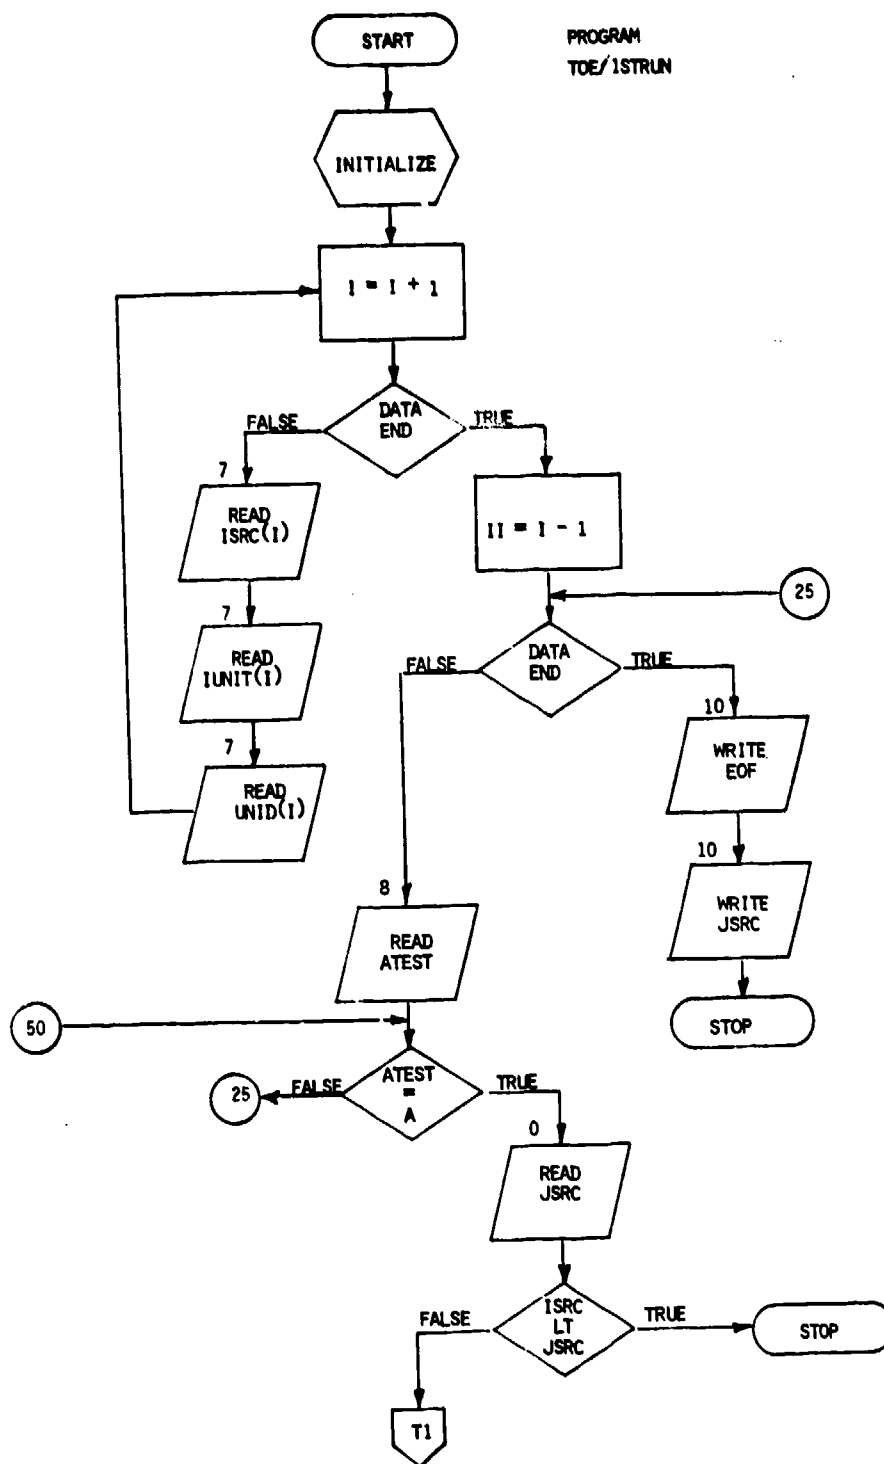 START
PROGRAM
TOE/1STRUN
INITIALIZE
I = I + 1
DATA
END
FALSE
TRUE
7
READ
ISRC(I)
II = I - 1
25
7
READ
IUNIT(I)
DATA
END
FALSE
TRUE
7
READ
UNID(I)
10
WRITE
EOF
10
WRITE
JSRC
8
READ
ATEST
STOP
50
ATEST
=
A
FALSE
TRUE
25
0
READ
JSRC
ISRC
LT
JSRC
FALSE
TRUE
STOP
T1